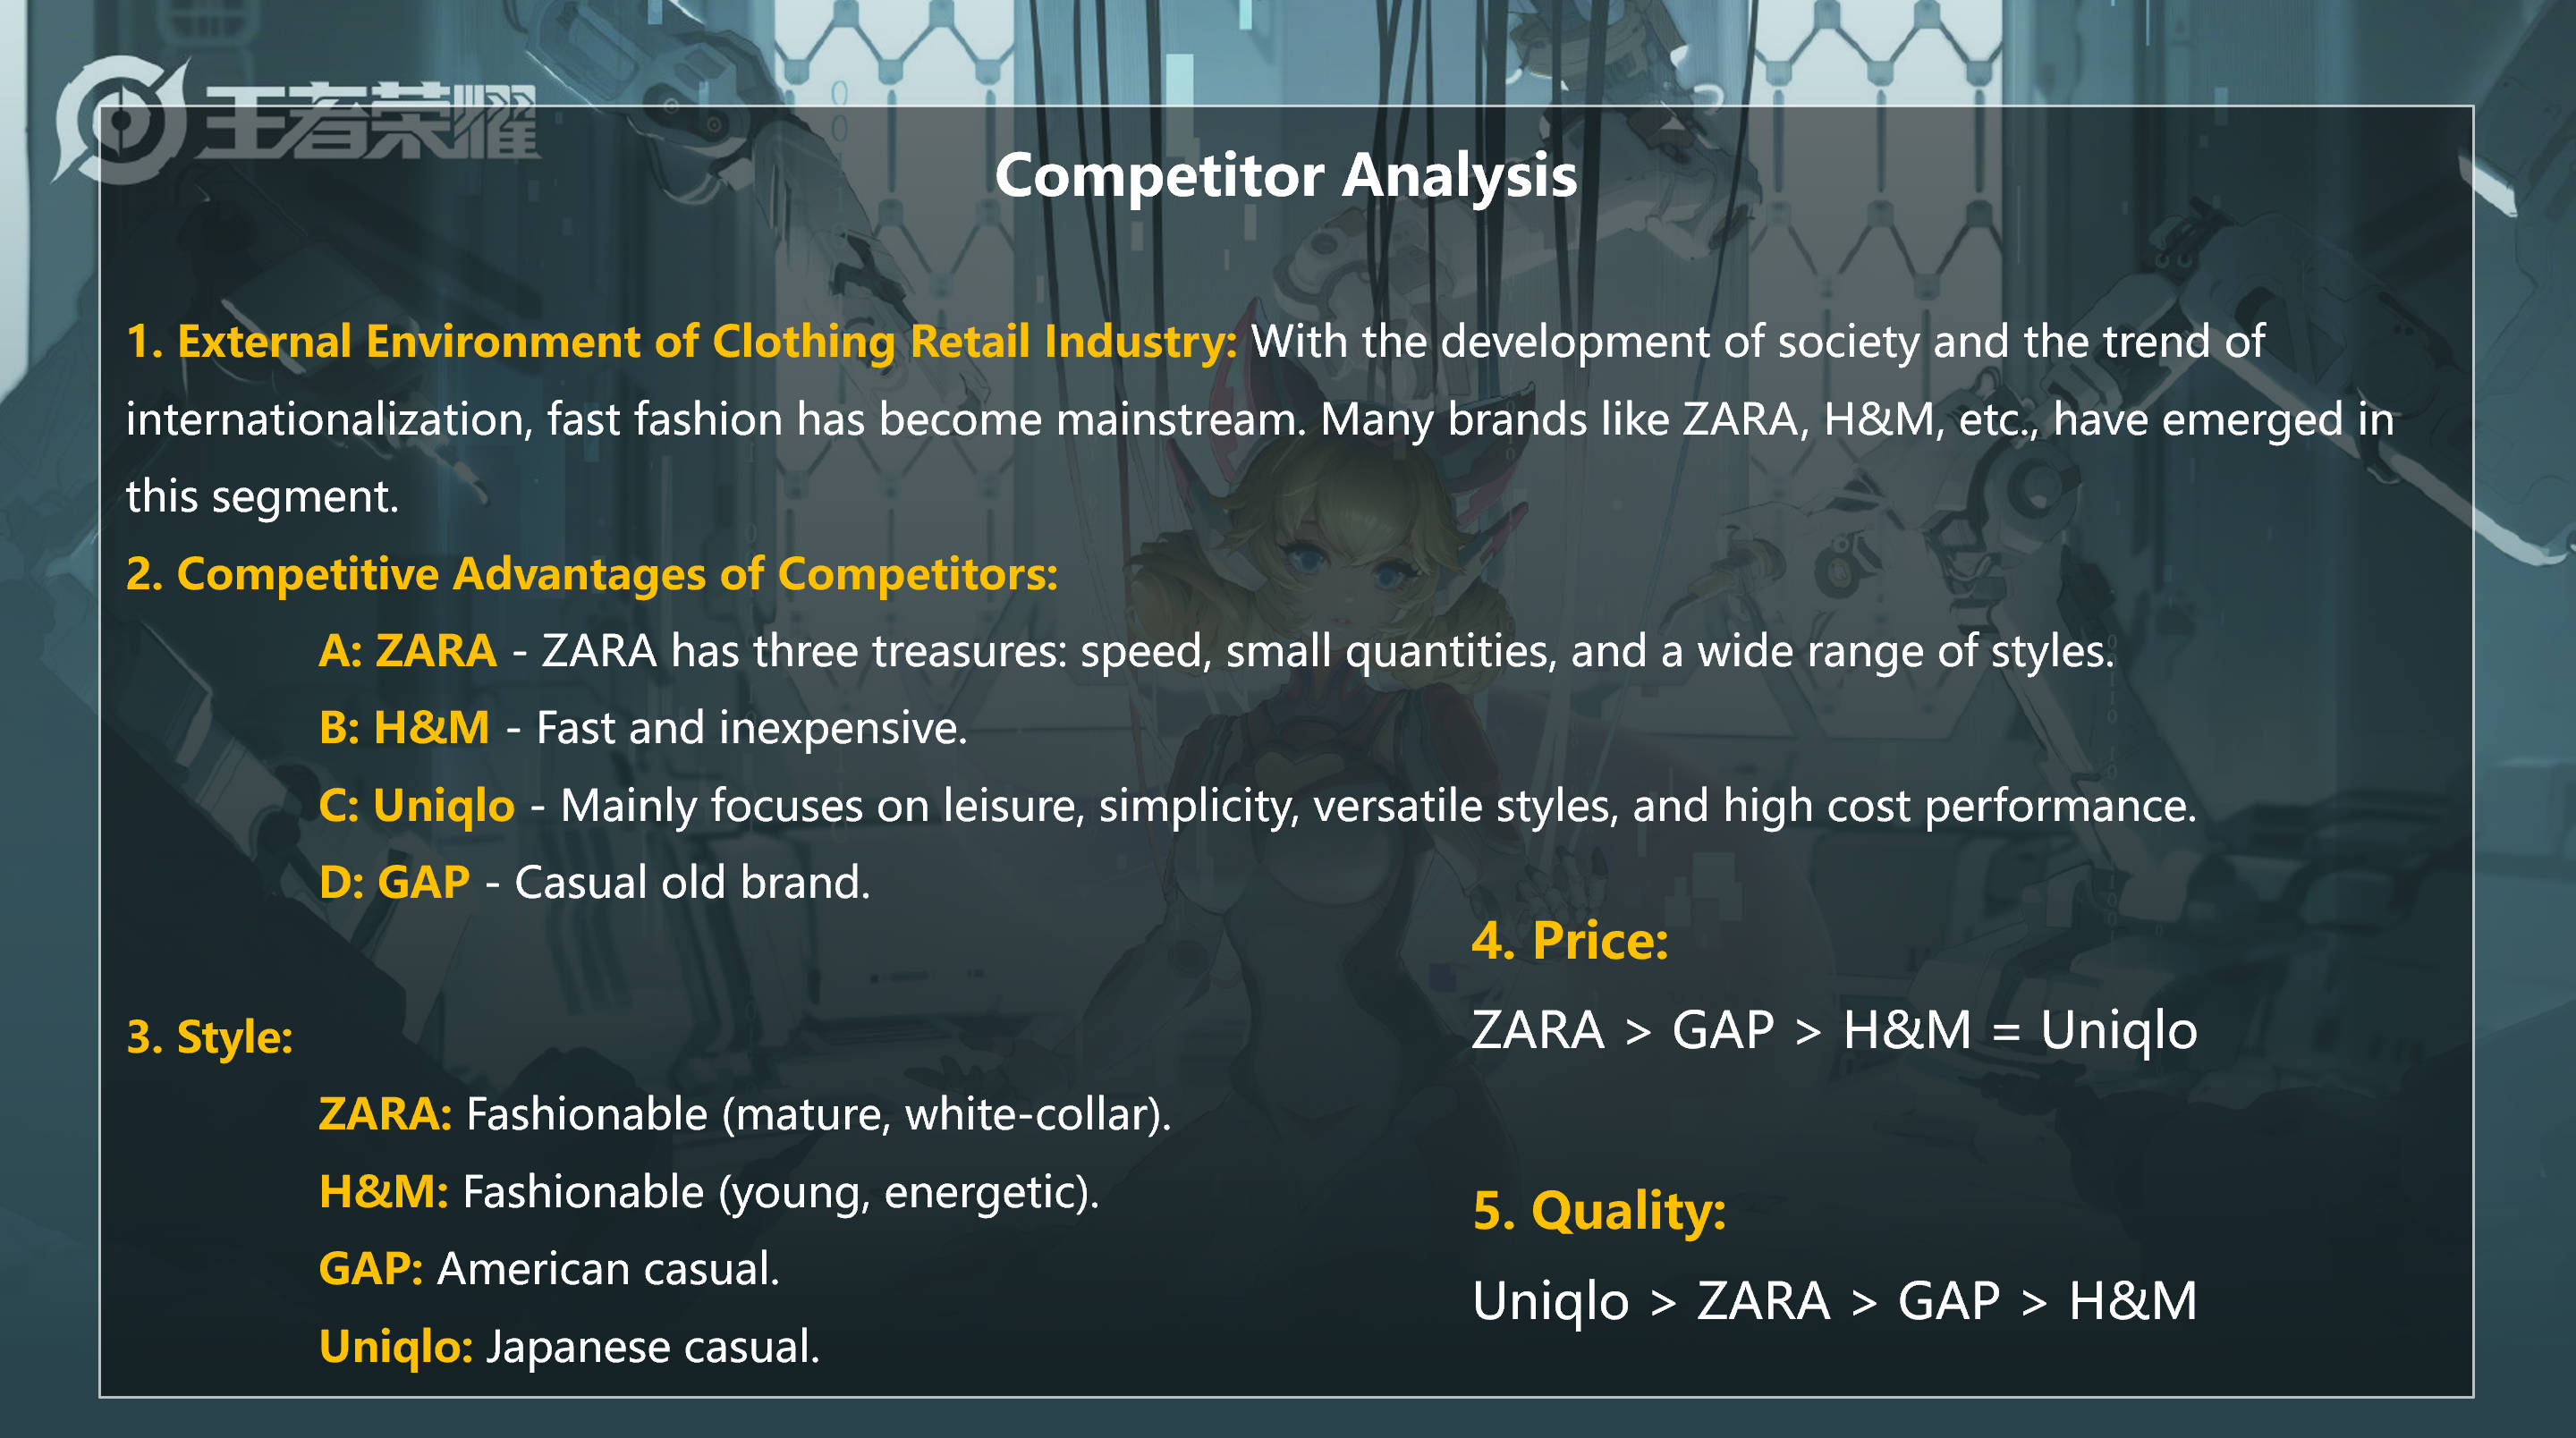 王者荣耀
Competitor Analysis
1. External Environment of Clothing Retail Industry: With the development of society and the trend of
internationalization, fast fashion has become mainstream. Many brands like ZARA, H&M, etc., have emerged in
this segment.
2. Competitive Advantages of Competitors:
A: ZARA - ZARA has three treasures: speed, small quantities, and a wide range of styles.
B: H&M - Fast and inexpensive.
C: Uniqlo - Mainly focuses on leisure, simplicity, versatile styles, and high cost performance.
D: GAP - Casual old brand.
3. Style:
ZARA: Fashionable (mature, white-collar).
H&M: Fashionable (young, energetic).
GAP: American casual.
Uniqlo: Japanese casual.
4. Price:
ZARA > GAP > H&M = Uniqlo
5. Quality:
Uniqlo > ZARA > GAP > H&M